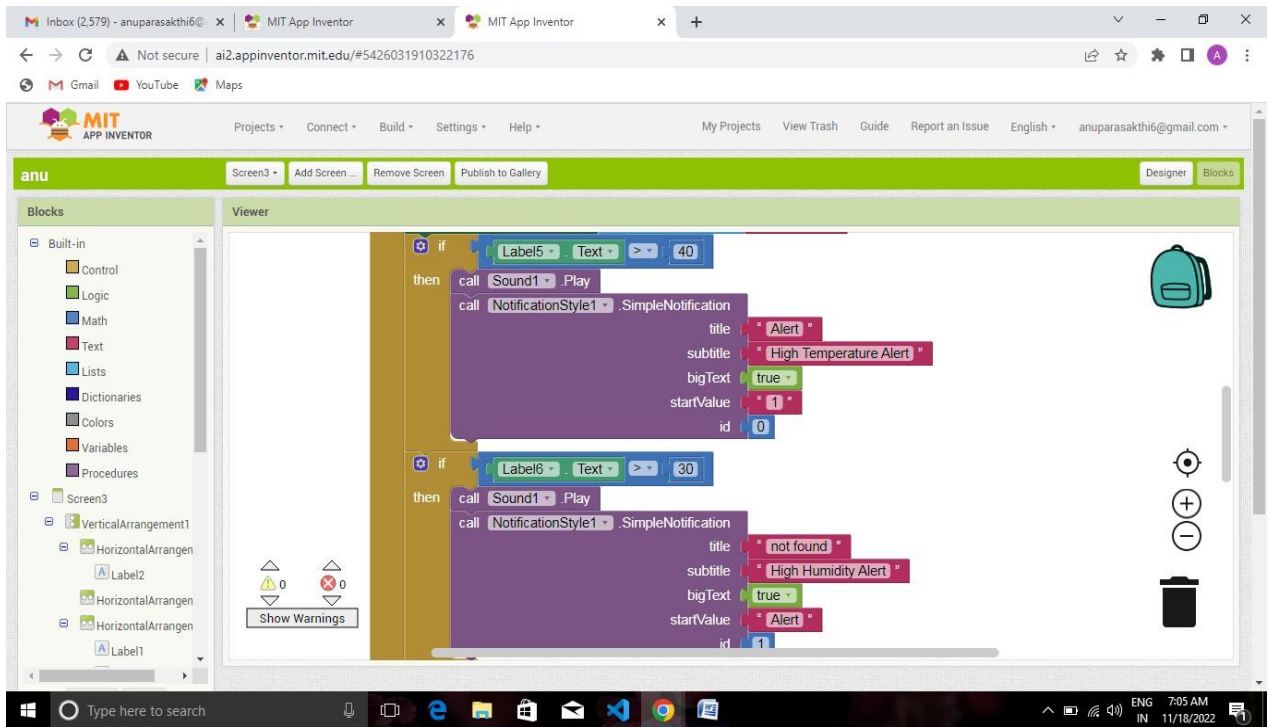 Inbox (2,579) - anuparasakthi6@ MIT App Inventor MIT App Inventor
Not secure ai2.appinventor.mit.edu/#5426031910322176
Gmail YouTube Maps
MIT
APP INVENTOR
Projects Connect Build Settings Help My Projects View Trash Guide Report an Issue English anuparasakthi6@gmail.com
anu Screen3 Add Screen ... Remove Screen Publish to Gallery Designer Blocks
Blocks
Built-in
Control
Logic
Math
Text
Lists
Dictionaries
Colors
Variables
Procedures
Screen3
VerticalArrangement1
HorizontalArrangen
Label2
HorizontalArrangen
HorizontalArrangen
Label1
Viewer
if Label5 . Text > 40
then call Sound1 .Play
call NotificationStyle1 .SimpleNotification
title " Alert "
subtitle " High Temperature Alert "
bigText true
startValue " 1 "
id 0
if Label6 . Text > 30
then call Sound1 .Play
call NotificationStyle1 .SimpleNotification
title " not found "
subtitle " High Humidity Alert "
bigText true
startValue " Alert "
id 1
0 0
Show Warnings
Type here to search
ENG 7:05 AM
IN 11/18/2022